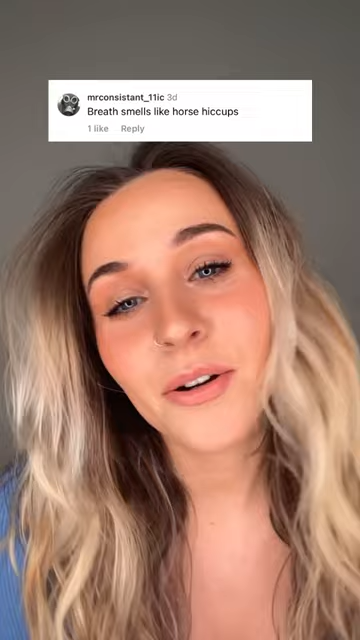 mrconsistant_11ic 3d
Breath smells like horse hiccups
1 like Reply